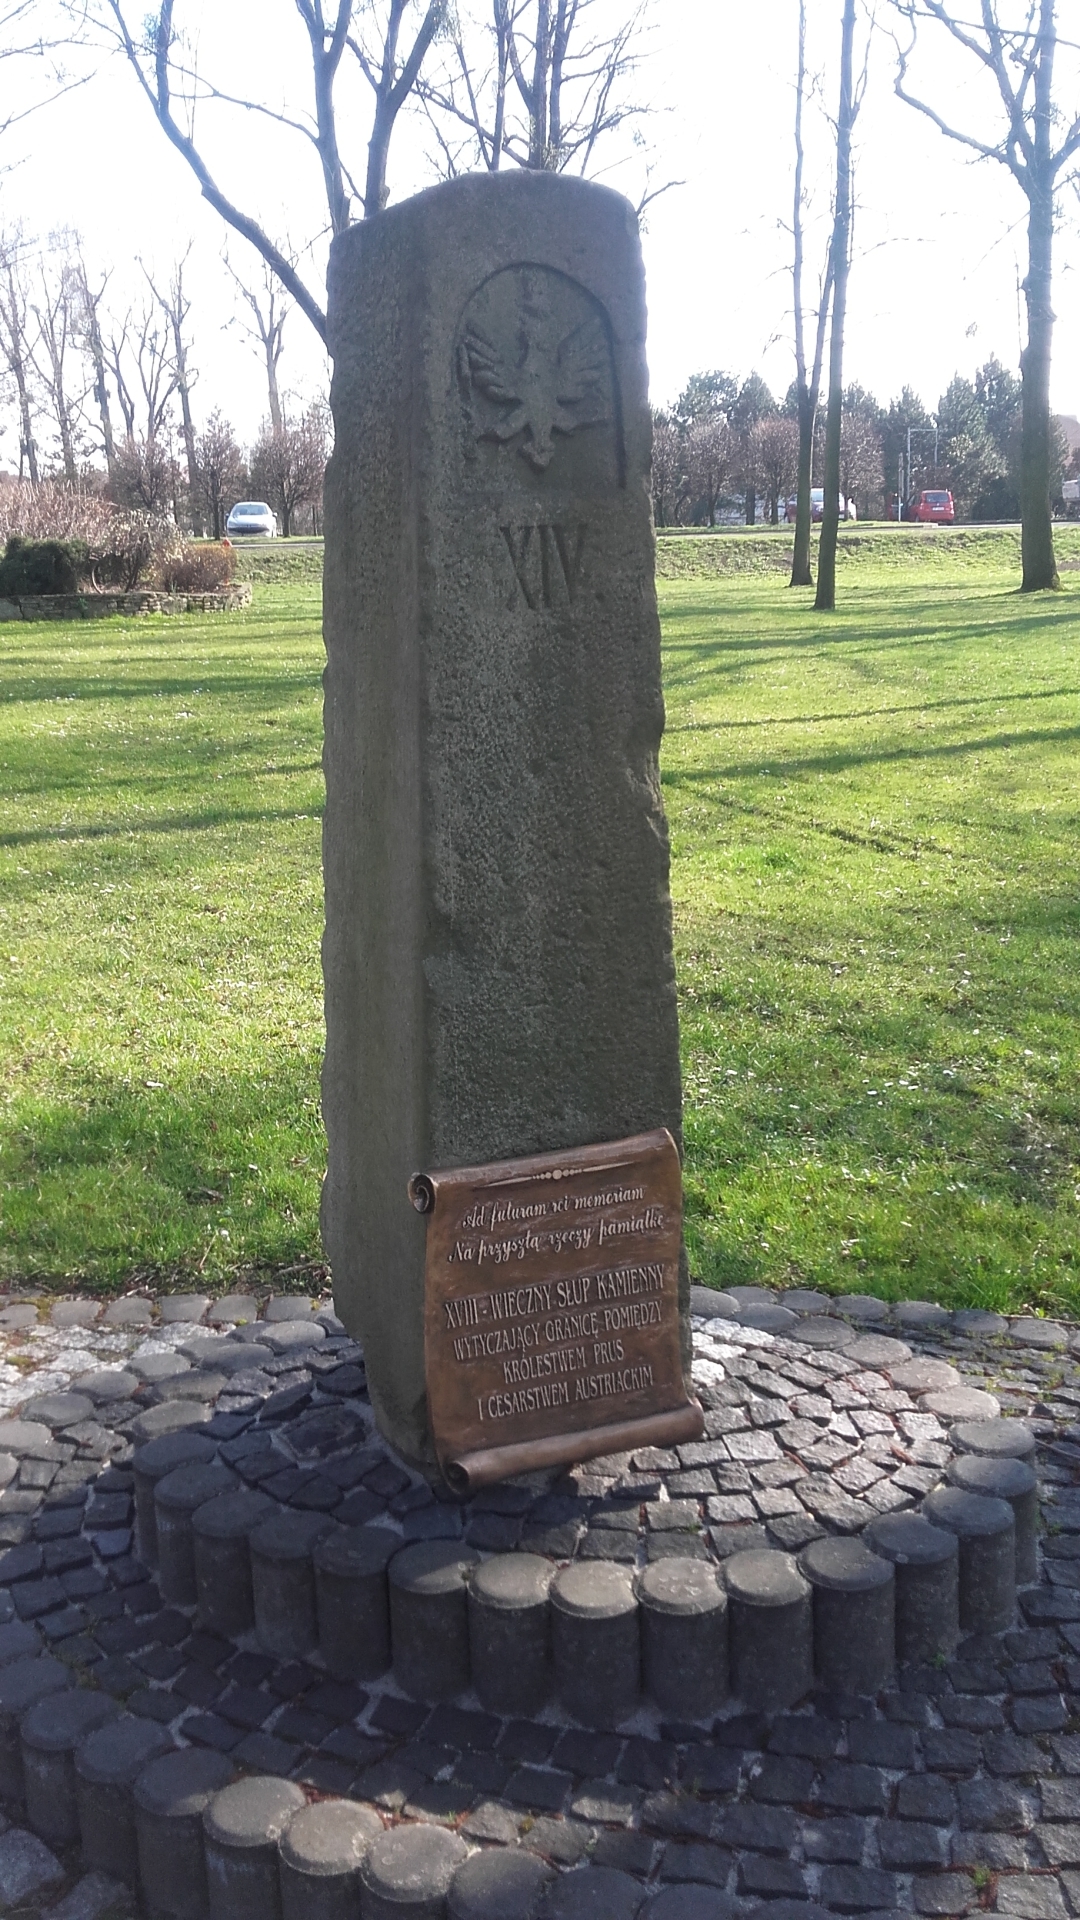 XIV.
Ad futuram rei memoriam
Na przyszłą rzeczy pamiątkę
XVIII-WIECZNY SŁUP KAMIENNY
WYTYCZAJĄCY GRANICĘ POMIĘDZY
KRÓLESTWEM PRUS
I CESARSTWEM AUSTRIACKIM